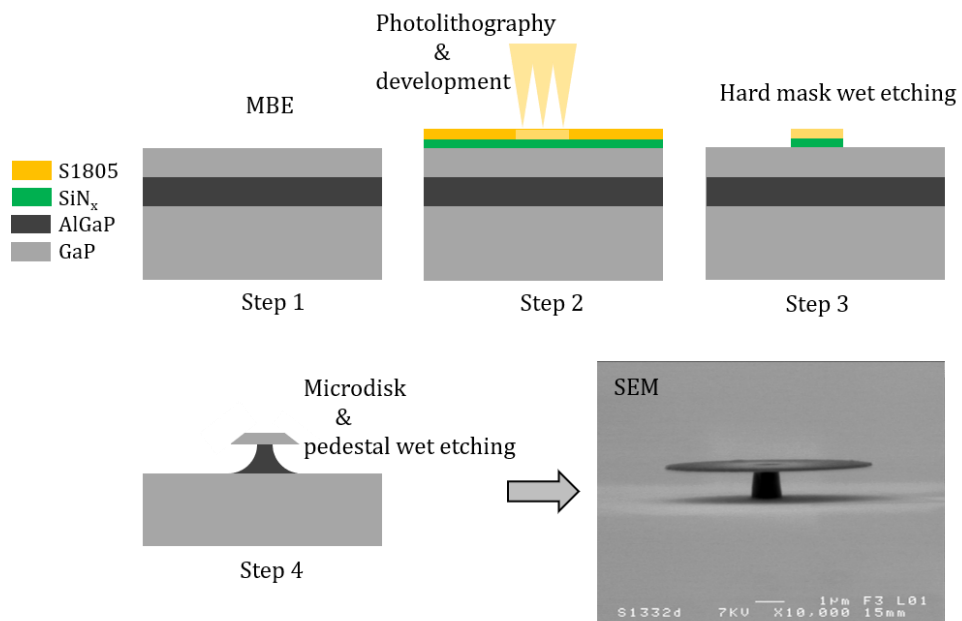 Photolithography
&
development
MBE
Hard mask wet etching
S1805
SiNₓ
AlGaP
GaP
Step 1
Step 2
Step 3
Microdisk
&
pedestal wet etching
Step 4
SEM
1µm F3 L01
S1332d 7KV X10,000 15mm